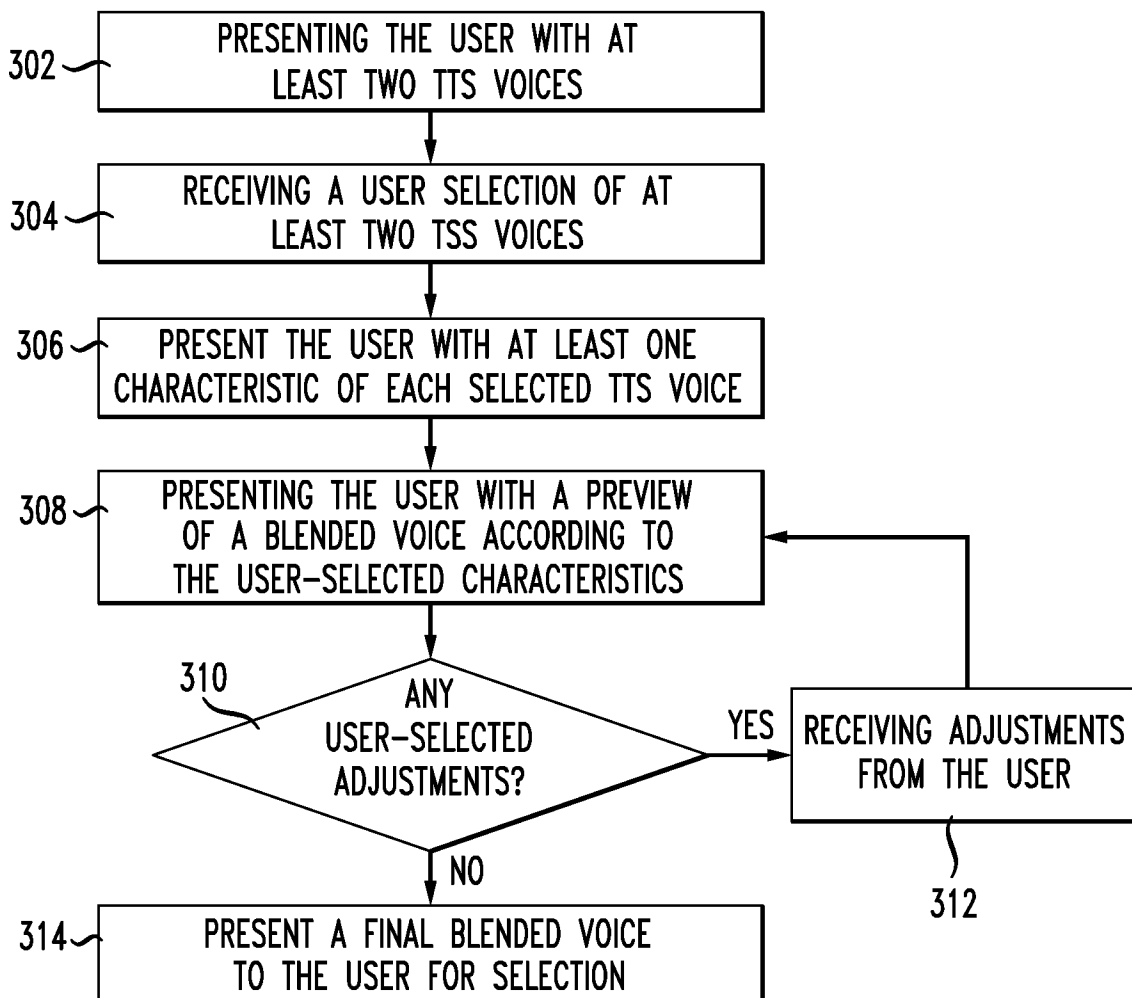 302
PRESENTING THE USER WITH AT
LEAST TWO TTS VOICES
304
RECEIVING A USER SELECTION OF AT
LEAST TWO TSS VOICES
306
PRESENT THE USER WITH AT LEAST ONE
CHARACTERISTIC OF EACH SELECTED TTS VOICE
308
PRESENTING THE USER WITH A PREVIEW
OF A BLENDED VOICE ACCORDING TO
THE USER-SELECTED CHARACTERISTICS
310
ANY
USER-SELECTED
ADJUSTMENTS?
YES
RECEIVING ADJUSTMENTS
FROM THE USER
312
NO
314
PRESENT A FINAL BLENDED VOICE
TO THE USER FOR SELECTION